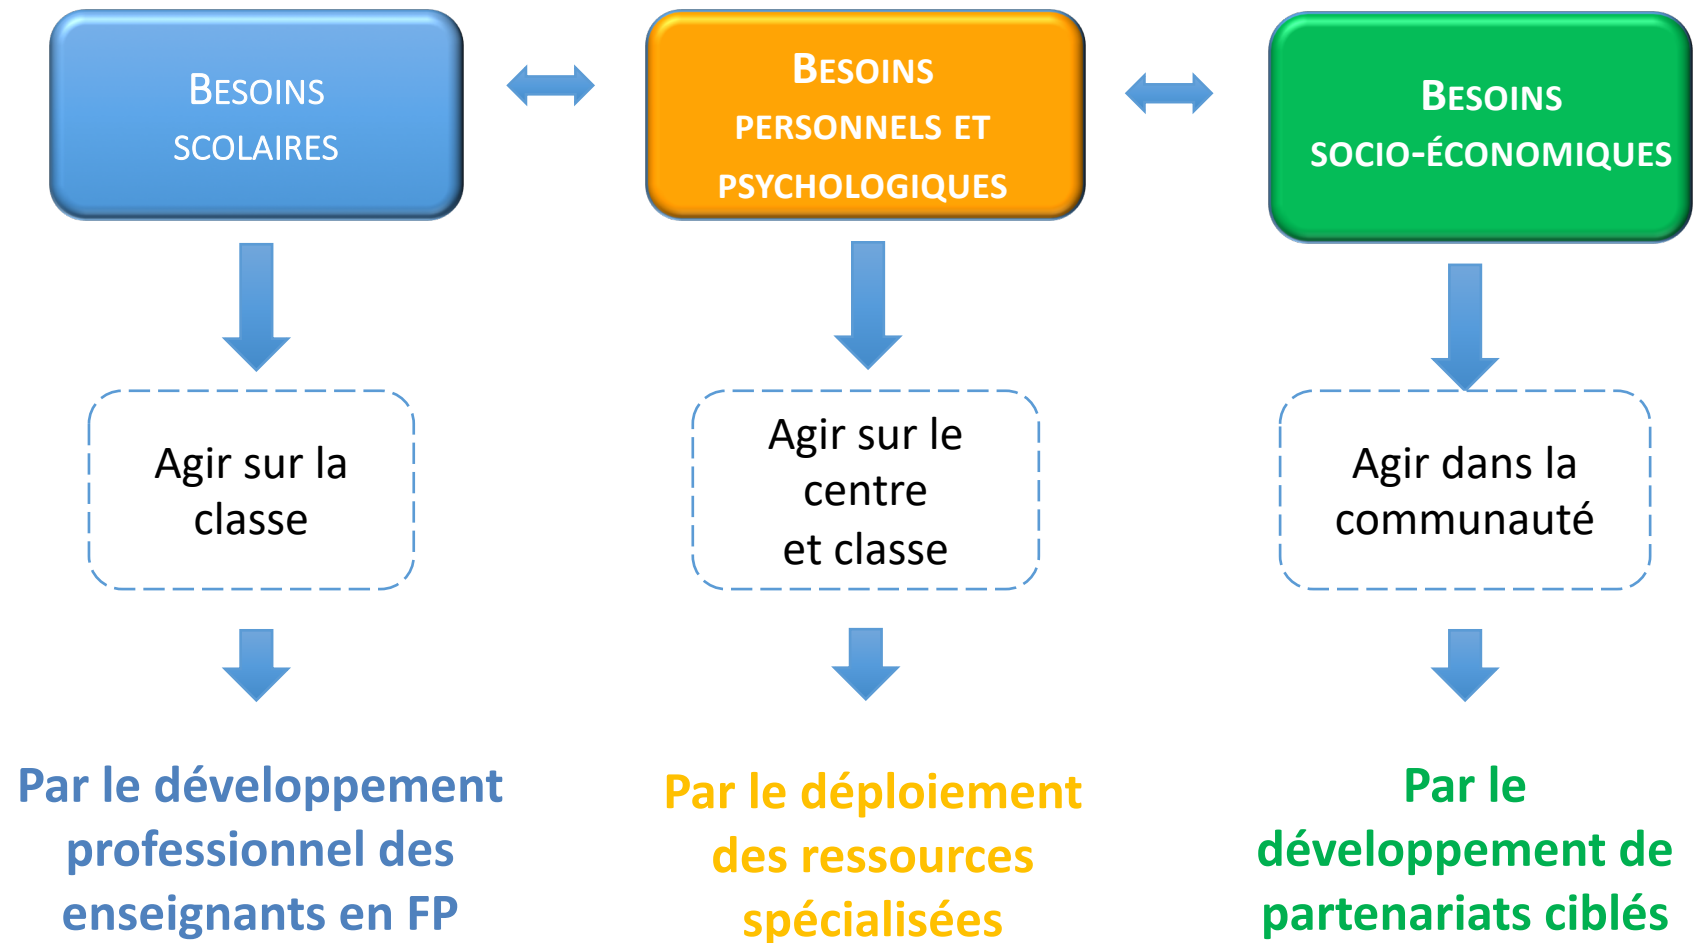 BESOINS
SCOLAIRES
BESOINS
PERSONNELS ET
PSYCHOLOGIQUES
BESOINS
SOCIO-ÉCONOMIQUES
Agir sur la
classe
Agir sur le
centre
et classe
Agir dans la
communauté
Par le développement
professionnel des
enseignants en FP
Par le déploiement
des ressources
spécialisées
Par le
développement de
partenariats ciblés